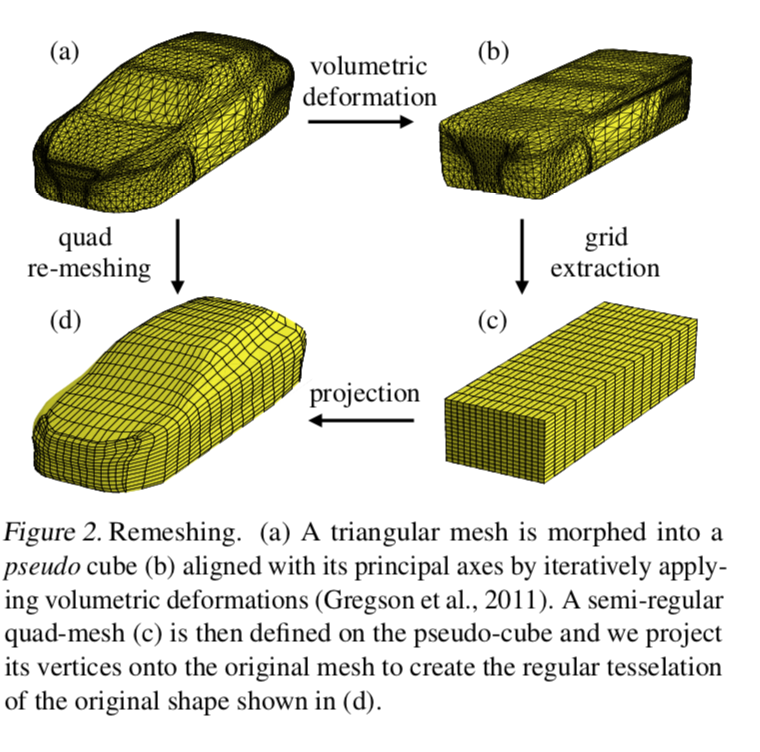 (a)
volumetric
deformation
(b)
quad
re-meshing
grid
extraction
(d)
projection
(c)
Figure 2. Remeshing. (a) A triangular mesh is morphed into a
pseudo cube (b) aligned with its principal axes by iteratively apply-
ing volumetric deformations (Gregson et al., 2011). A semi-regular
quad-mesh (c) is then defined on the pseudo-cube and we project
its vertices onto the original mesh to create the regular tesselation
of the original shape shown in (d).